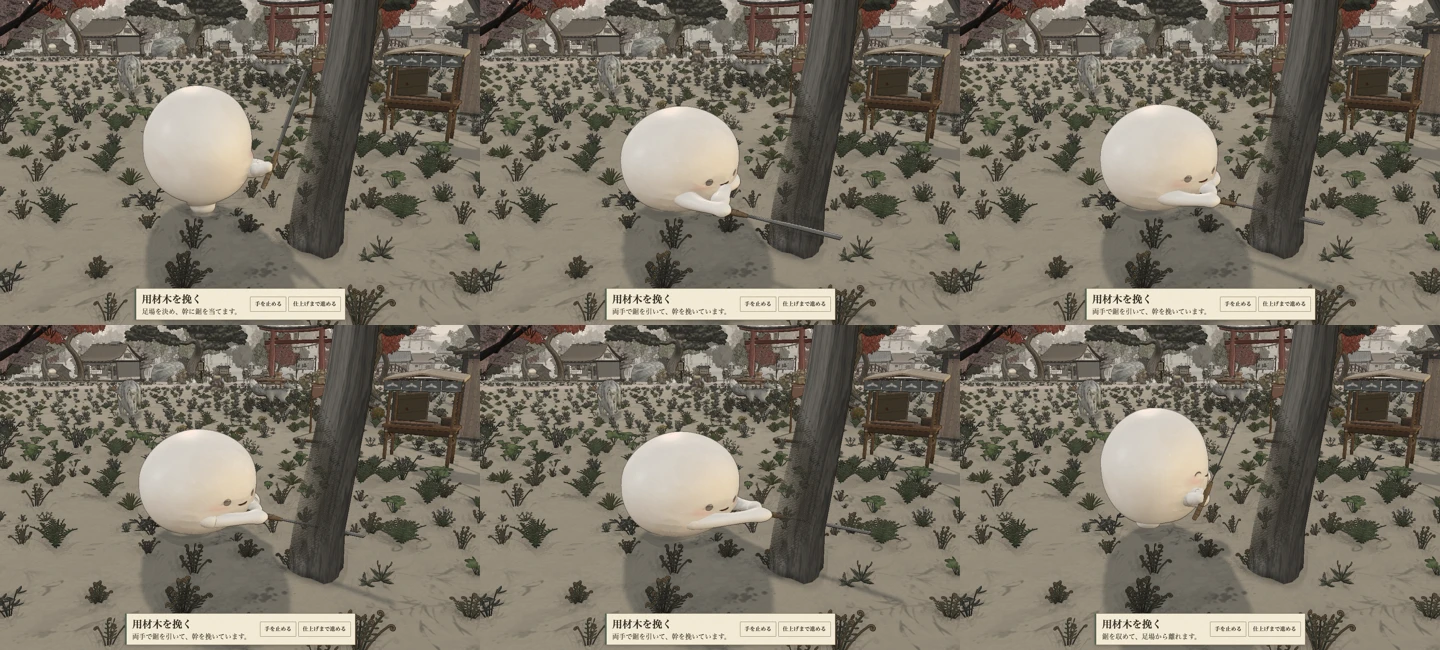 用材木を挽く
足場を決め、幹に鋸を当てます。
手を止める
仕上げまで進める
用材木を挽く
両手で鋸を引いて、幹を挽いています。
手を止める
仕上げまで進める
用材木を挽く
両手で鋸を引いて、幹を挽いています。
手を止める
仕上げまで進める
用材木を挽く
両手で鋸を引いて、幹を挽いています。
手を止める
仕上げまで進める
用材木を挽く
両手で鋸を引いて、幹を挽いています。
手を止める
仕上げまで進める
用材木を挽く
鋸を収めて、足場から離れます。
手を止める
仕上げまで進める